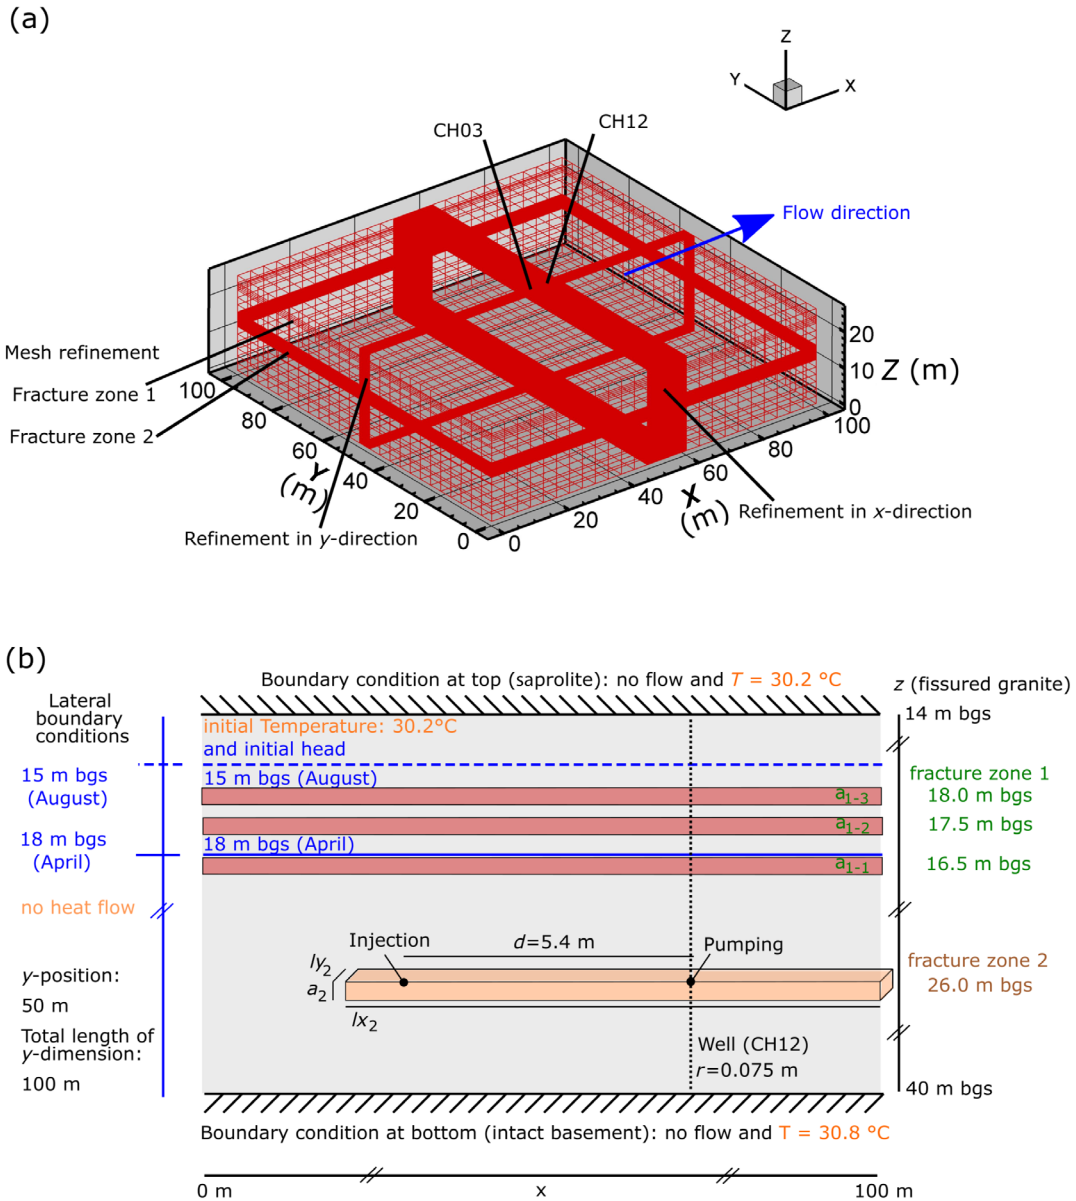 (a)
Z
Y
X
CH03
CH12
Flow direction
Mesh refinement
Fracture zone 1
Fracture zone 2
20
10
0
Z (m)
100
80
60
40
20
0
Y
(m)
0
20
40
60
80
100
X
(m)
Refinement in y-direction
Refinement in x-direction
(b)
Boundary condition at top (saprolite): no flow and T = 30.2 °C
Lateral
boundary
conditions
z (fissured granite)
14 m bgs
initial Temperature: 30.2°C
and initial head
15 m bgs (August)
15 m bgs
(August)
fracture zone 1
a1-3
18.0 m bgs
a1-2
17.5 m bgs
18 m bgs
(April)
18 m bgs (April)
a1-1
16.5 m bgs
no heat flow
Injection
d=5.4 m
Pumping
ly2
a2
lx2
fracture zone 2
26.0 m bgs
y-position:
50 m
Total length of
y-dimension:
100 m
Well (CH12)
r=0.075 m
40 m bgs
Boundary condition at bottom (intact basement): no flow and T = 30.8 °C
0 m
x
100 m